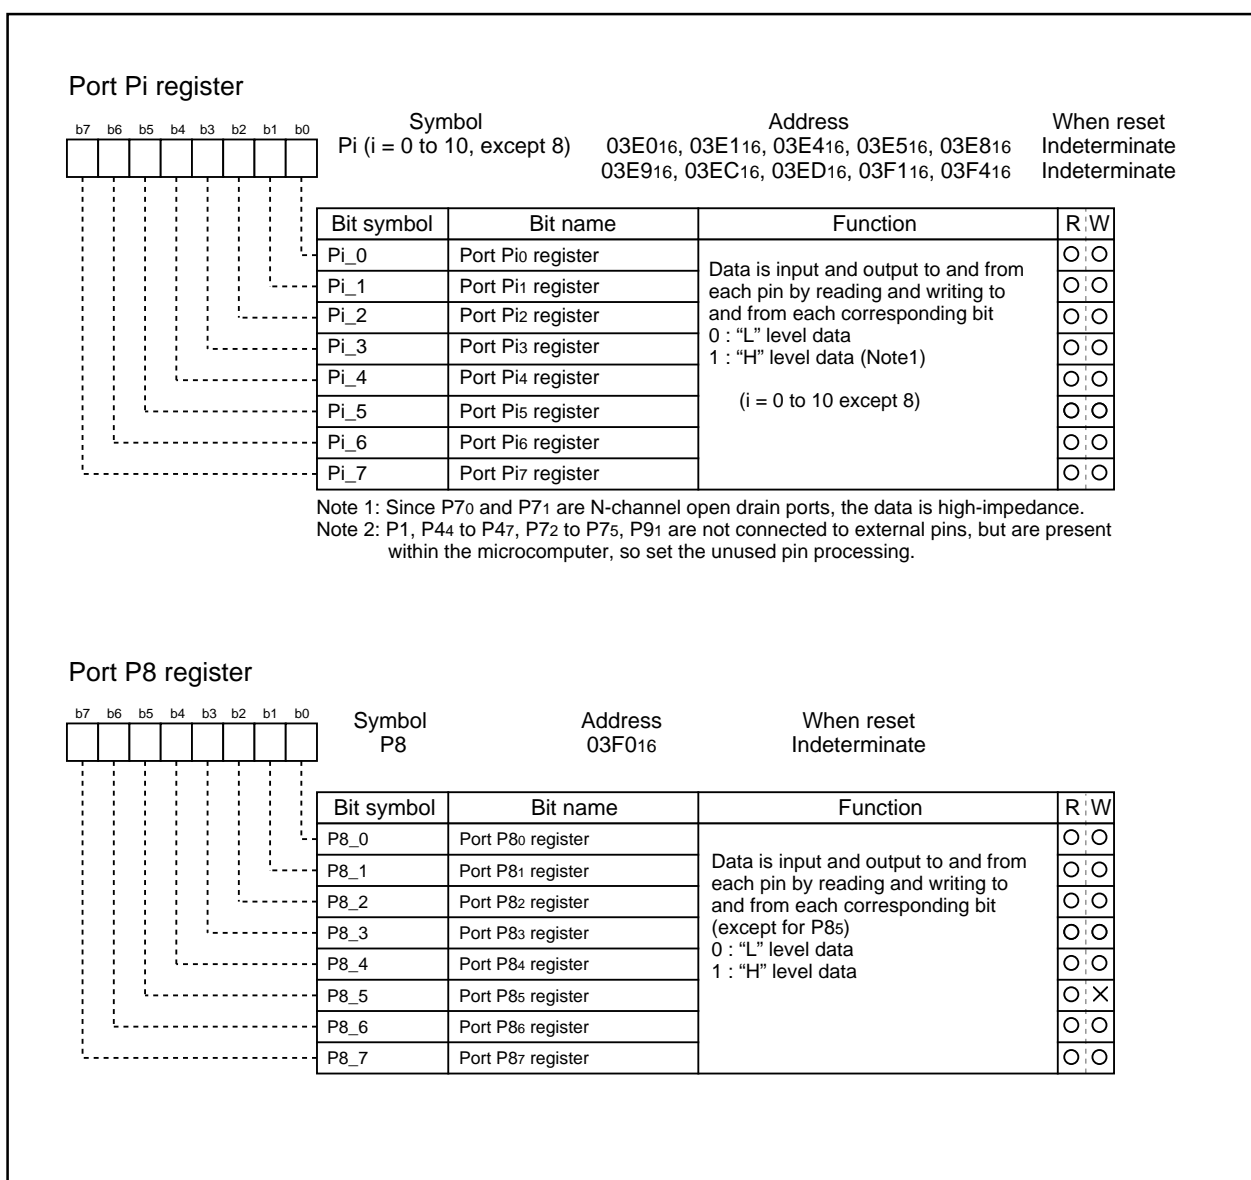 Port Pi register
b7 b6 b5 b4 b3 b2 b1 b0
Symbol Address When reset
Pi (i = 0 to 10, except 8) 03E016, 03E116, 03E416, 03E516, 03E816 Indeterminate
03E916, 03EC16, 03ED16, 03F116, 03F416 Indeterminate
Bit symbol Bit name Function R W
Pi_0 Port Pi0 register
Pi_1 Port Pi1 register
Pi_2 Port Pi2 register
Pi_3 Port Pi3 register
Pi_4 Port Pi4 register
Pi_5 Port Pi5 register
Pi_6 Port Pi6 register
Pi_7 Port Pi7 register
Data is input and output to and from
each pin by reading and writing to
and from each corresponding bit
0 : “L” level data
1 : “H” level data (Note1)
(i = 0 to 10 except 8)
Note 1: Since P70 and P71 are N-channel open drain ports, the data is high-impedance.
Note 2: P1, P44 to P47, P72 to P75, P91 are not connected to external pins, but are present
within the microcomputer, so set the unused pin processing.
Port P8 register
b7 b6 b5 b4 b3 b2 b1 b0
Symbol Address When reset
P8 03F016 Indeterminate
Bit symbol Bit name Function R W
P8_0 Port P80 register
P8_1 Port P81 register
P8_2 Port P82 register
P8_3 Port P83 register
P8_4 Port P84 register
P8_5 Port P85 register
P8_6 Port P86 register
P8_7 Port P87 register
Data is input and output to and from
each pin by reading and writing to
and from each corresponding bit
(except for P85)
0 : “L” level data
1 : “H” level data